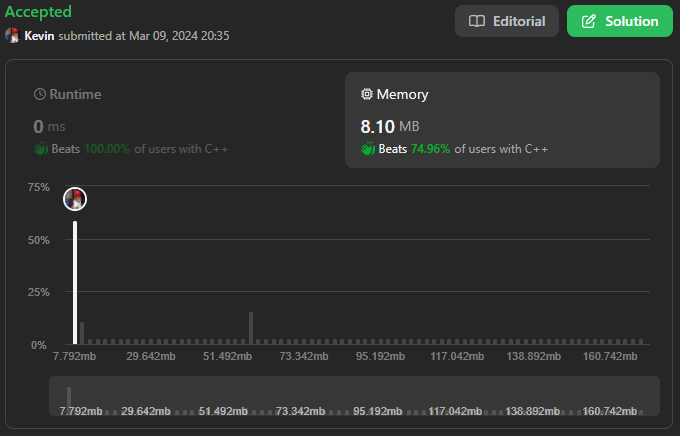 Accepted
Editorial
Solution
Kevin submitted at Mar 09, 2024 20:35
Runtime
Memory
0 ms
8.10 MB
Beats 100.00% of users with C++
Beats 74.96% of users with C++
75%
50%
25%
0%
7.792mb 29.642mb 51.492mb 73.342mb 95.192mb 117.042mb 138.892mb 160.742mb
7.792mb 29.642mb 51.492mb 73.342mb 95.192mb 117.042mb 138.892mb 160.742mb